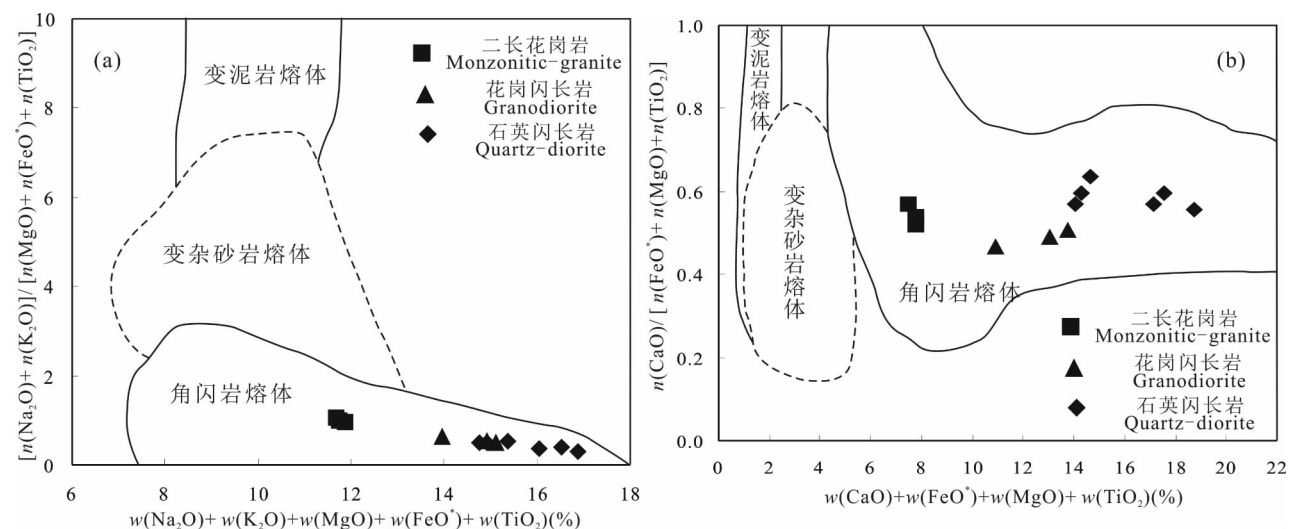 10
8
6
4
2
0
6
8
10
12
14
16
18
[n(Na₂O)+ n(K₂O)]/[n(MgO)+ n(FeO*)+ n(TiO₂)]
w(Na₂O)+ w(K₂O)+w(MgO)+ w(FeO*)+ w(TiO₂)(%)
(a)
变泥岩熔体
变杂砂岩熔体
角闪岩熔体
二长花岗岩
Monzonitic-granite
花岗闪长岩
Granodiorite
石英闪长岩
Quartz-diorite
1.0
0.8
0.6
0.4
0.2
0.0
0
2
4
6
8
10
12
14
16
18
20
22
n(CaO)/[n(FeO*)+ n(MgO)+n(TiO₂)]
w(CaO)+w(FeO*)+w(MgO)+ w(TiO₂)(%)
(b)
变泥岩熔体
变杂砂岩熔体
角闪岩熔体
二长花岗岩
Monzonitic-granite
花岗闪长岩
Granodiorite
石英闪长岩
Quartz-diorite